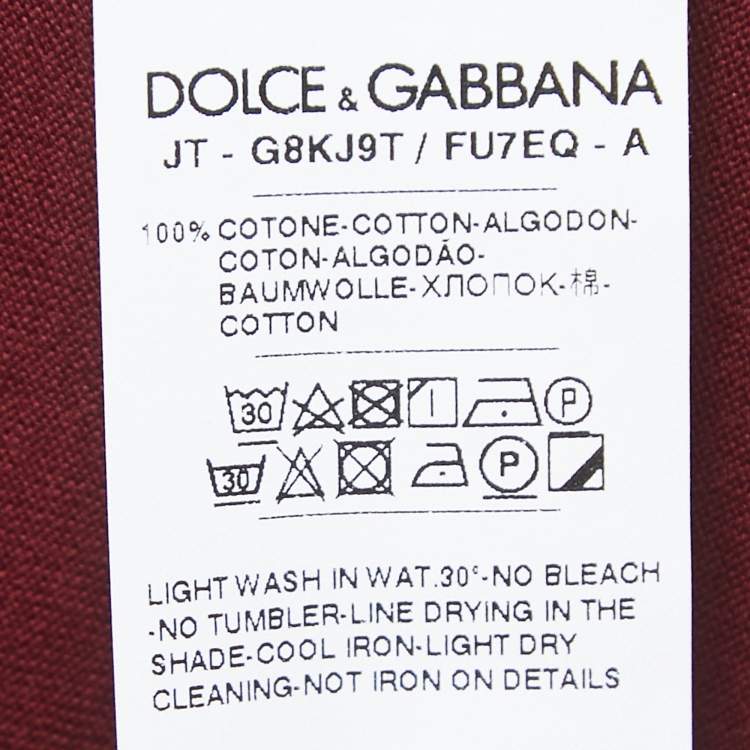 DOLCE & GABBANA
JT - G8KJ9T / FU7EQ - A
100% COTONE-COTTON-ALGODON-
COTON-ALGODÃO-
BAUMWOLLE-ХЛОПОК-棉-
COTTON
30 P
30 P
LIGHT WASH IN WAT.30°-NO BLEACH
-NO TUMBLER-LINE DRYING IN THE
SHADE-COOL IRON-LIGHT DRY
CLEANING-NOT IRON ON DETAILS